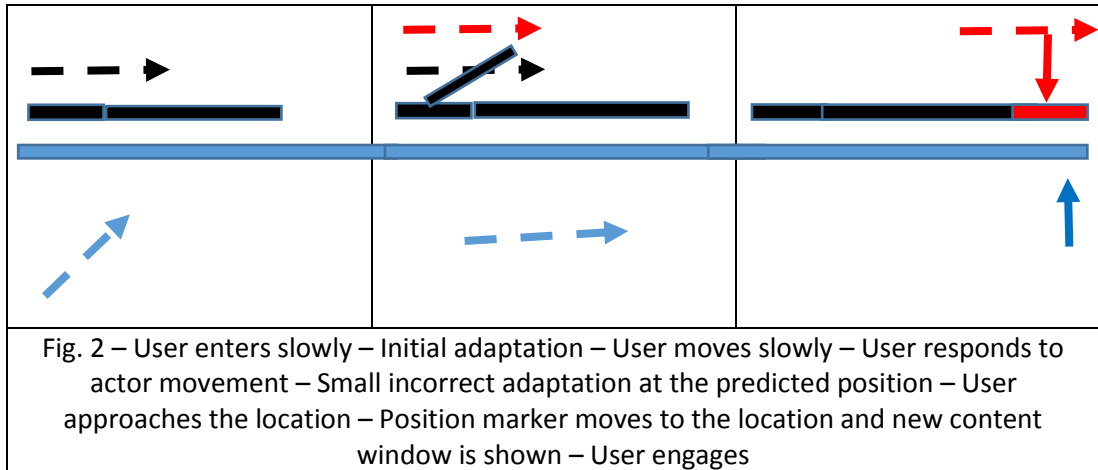 Fig. 2 – User enters slowly – Initial adaptation – User moves slowly – User responds to
actor movement – Small incorrect adaptation at the predicted position – User
approaches the location – Position marker moves to the location and new content
window is shown – User engages